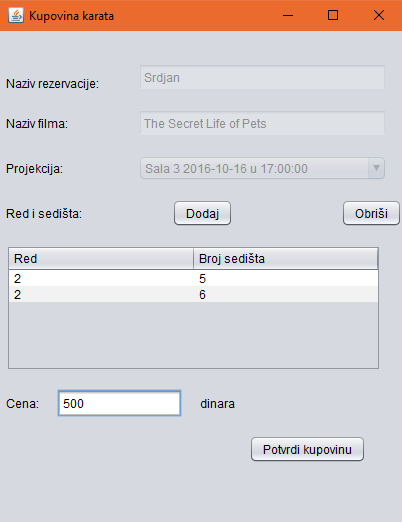 Kupovina karata
Naziv rezervacije: Srdjan
Naziv filma: The Secret Life of Pets
Projekcija: Sala 3 2016-10-16 u 17:00:00
Red i sedišta: Dodaj Obriši
Red Broj sedišta
2 5
2 6
Cena: 500 dinara
Potvrdi kupovinu